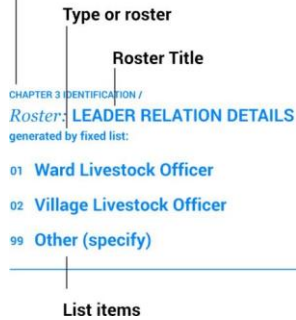 Type or roster
Roster Title
CHAPTER 3 IDENTIFICATION /
Roster: LEADER RELATION DETAILS
generated by fixed list:
01 Ward Livestock Officer
02 Village Livestock Officer
99 Other (specify)
List items